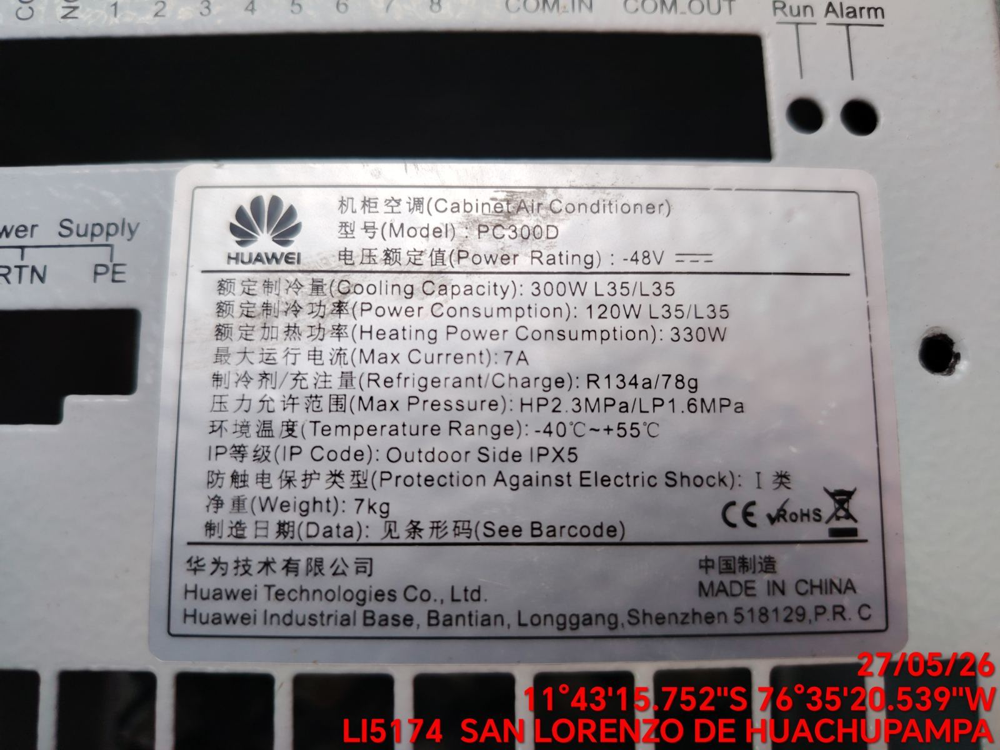 1 2 3 4 5 6 7 8 COM_IN COM_OUT Run Alarm
Supply
RTN PE
HUAWEI
机柜空调(Cabinet Air Conditioner)
型号(Model) : PC300D
电压额定值(Power Rating) : -48V
额定制冷量(Cooling Capacity): 300W L35/L35
额定制冷功率(Power Consumption): 120W L35/L35
额定加热功率(Heating Power Consumption): 330W
最大运行电流(Max Current): 7A
制冷剂/充注量(Refrigerant/Charge): R134a/78g
压力允许范围(Max Pressure): HP2.3MPa/LP1.6MPa
环境温度(Temperature Range): -40℃~+55℃
IP等级(IP Code): Outdoor Side IPX5
防触电保护类型(Protection Against Electric Shock): I 类
净重(Weight): 7kg
CE RoHS
制造日期(Data): 见条形码(See Barcode)
华为技术有限公司
中国制造
Huawei Technologies Co., Ltd.
MADE IN CHINA
Huawei Industrial Base, Bantian, Longgang,Shenzhen 518129,P.R. C
27/05/26
11°43'15.752"S 76°35'20.539"W
LI5174 SAN LORENZO DE HUACHUPAMPA